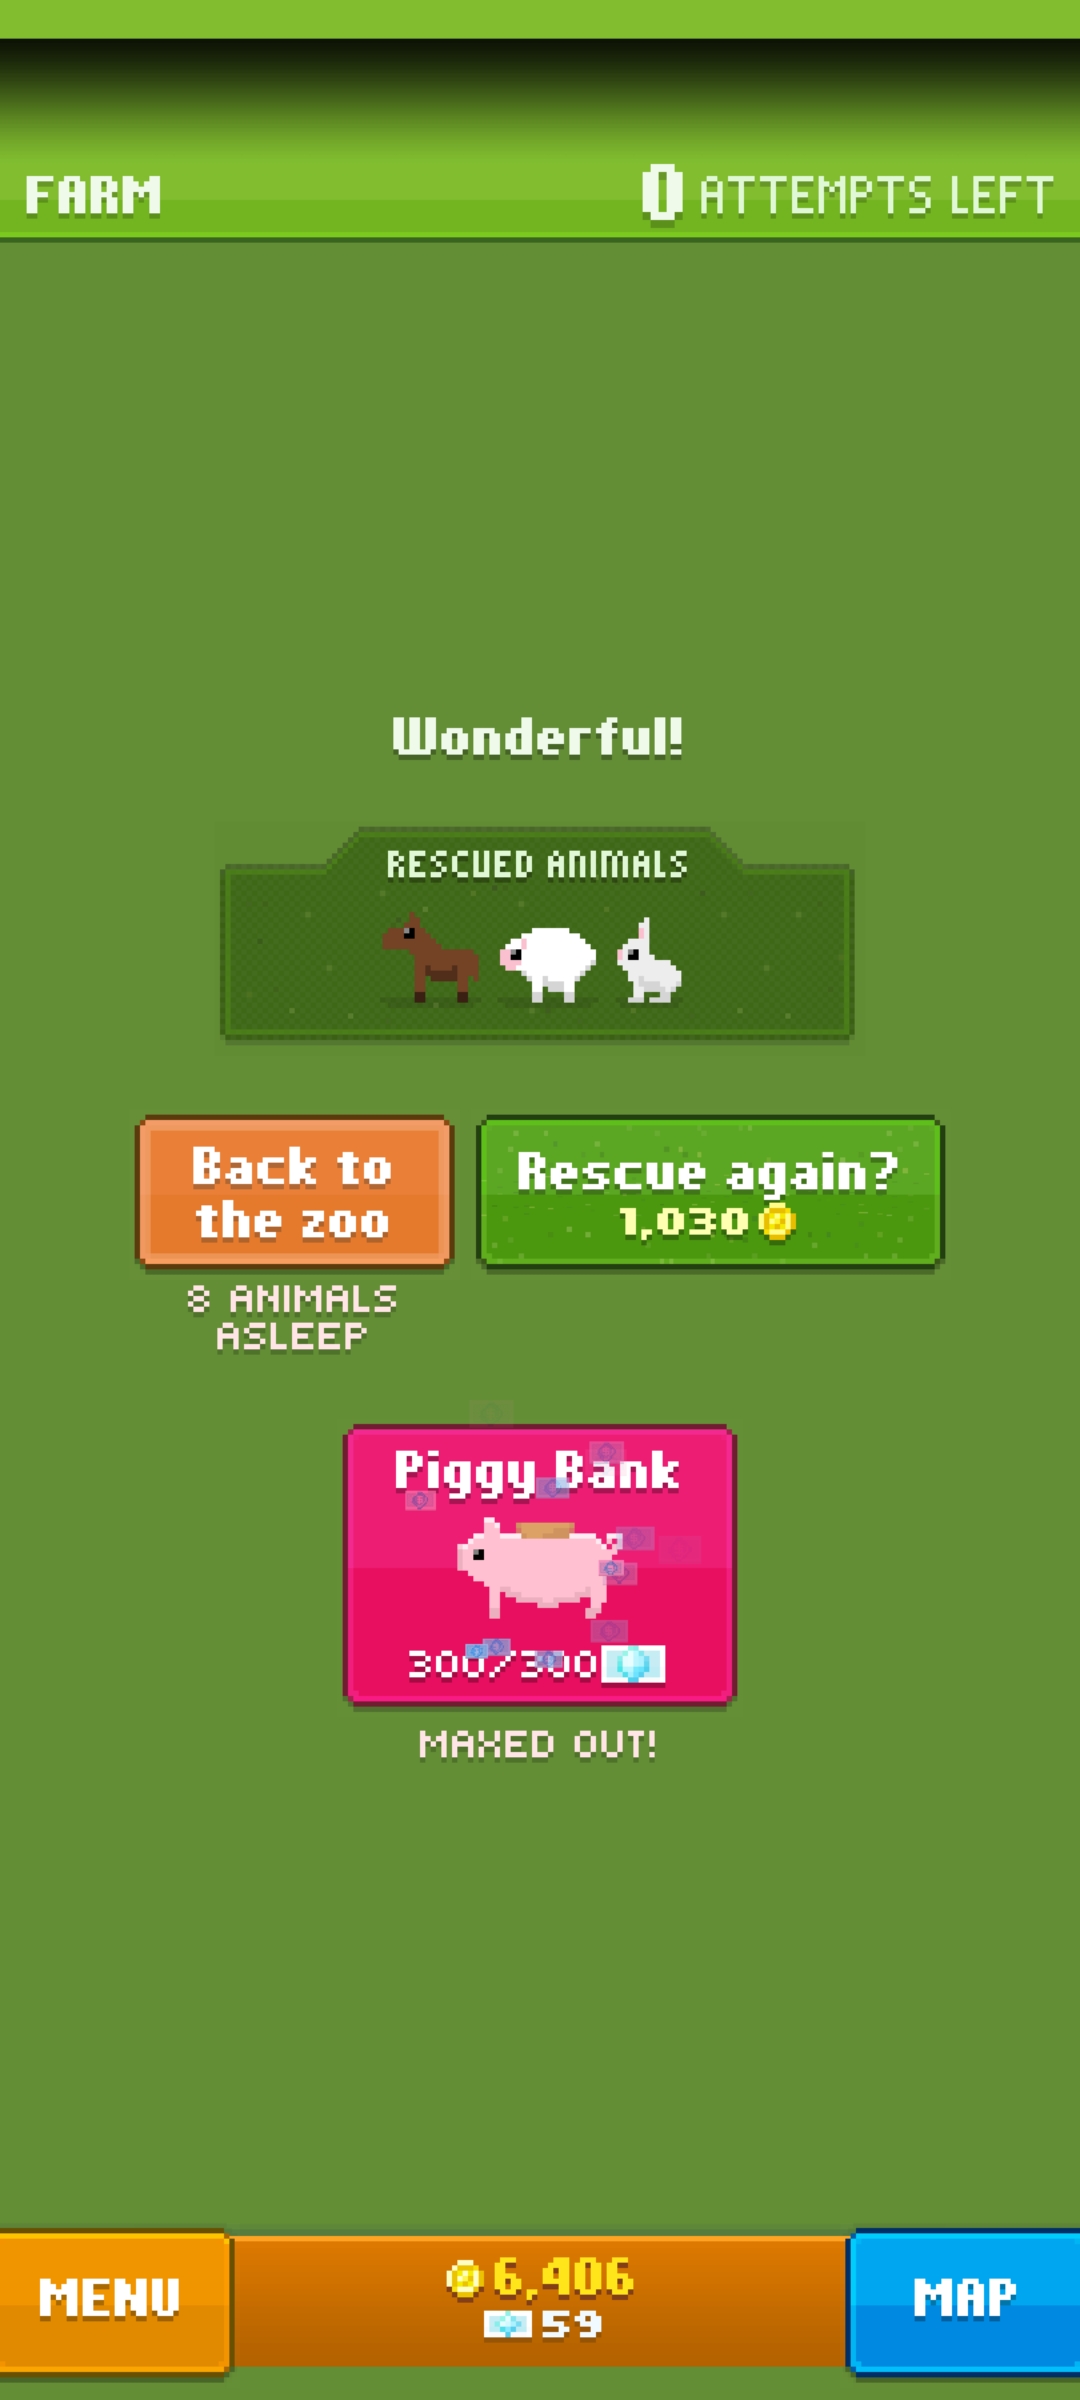 FARM
0 ATTEMPTS LEFT
Wonderful!
RESCUED ANIMALS
Back to
the zoo
Rescue again?
1,030
8 ANIMALS
ASLEEP
Piggy Bank
300/300
MAXED OUT!
MENU
6,406
59
MAP